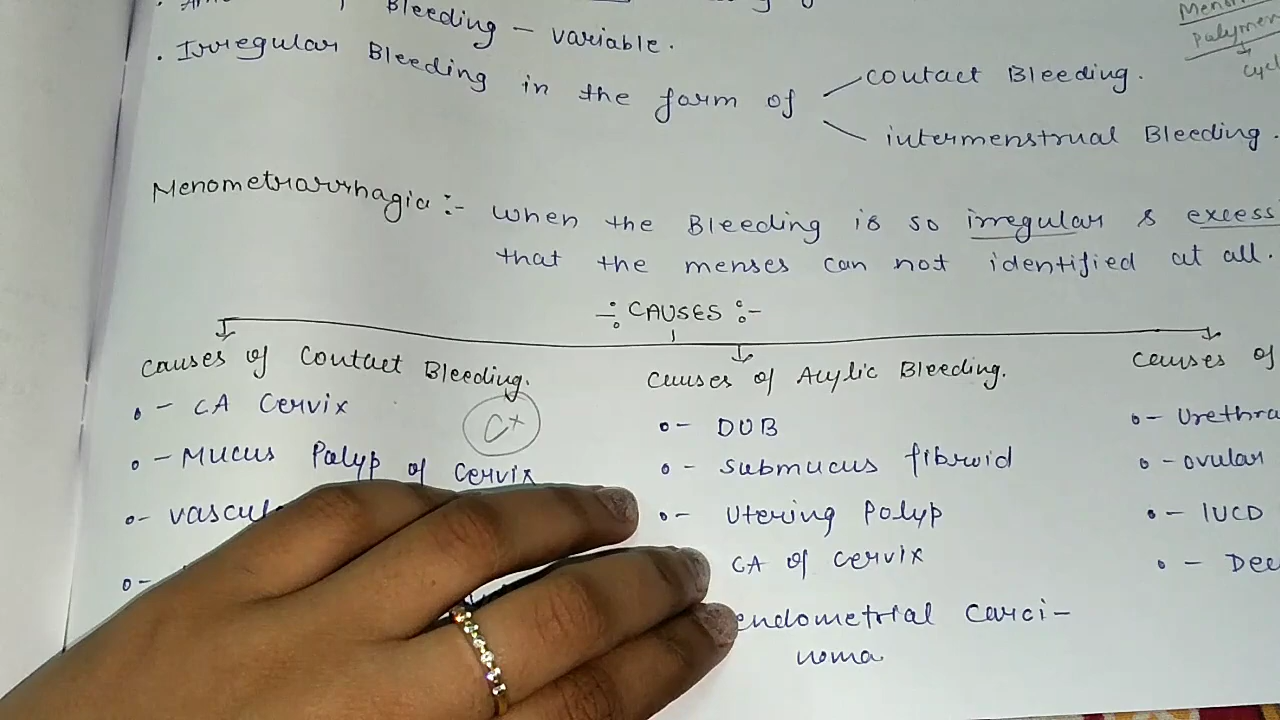 Bleeding - variable.
. Irregular Bleeding in the form of
contact Bleeding.
intermenstrual Bleeding.
Menometriarrhagia :- when the Bleeding is so irregular & excess
that the menses can not identified at all.
CAUSES :-
causes of Contact Bleeding.
- CA Cervix
C+
- Mucus Polyp of Cervix
causes of Acylic Bleeding.
- DUB
- submucus fibroid
- Utering Polyp
CA of cervix
endometrial Carci-
noma
causes of
- Urethra
- ovular
- IUCD